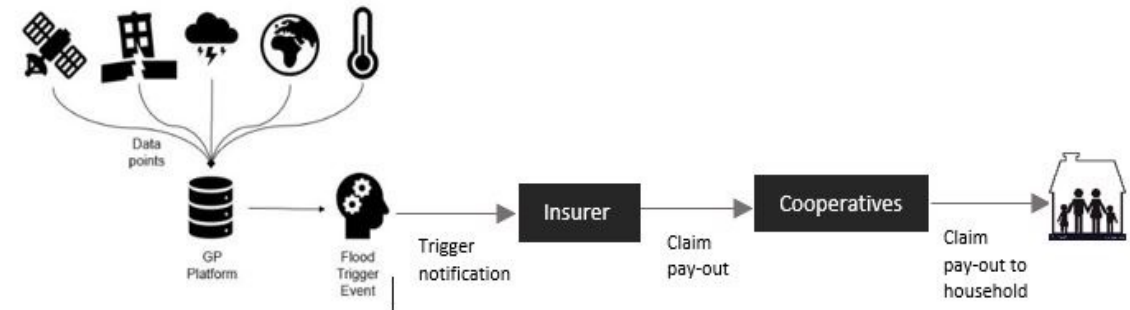 Data
points
GP
Platform
Flood
Trigger
Event
Trigger
notification
Insurer
Claim
pay-out
Cooperatives
Claim
pay-out to
household